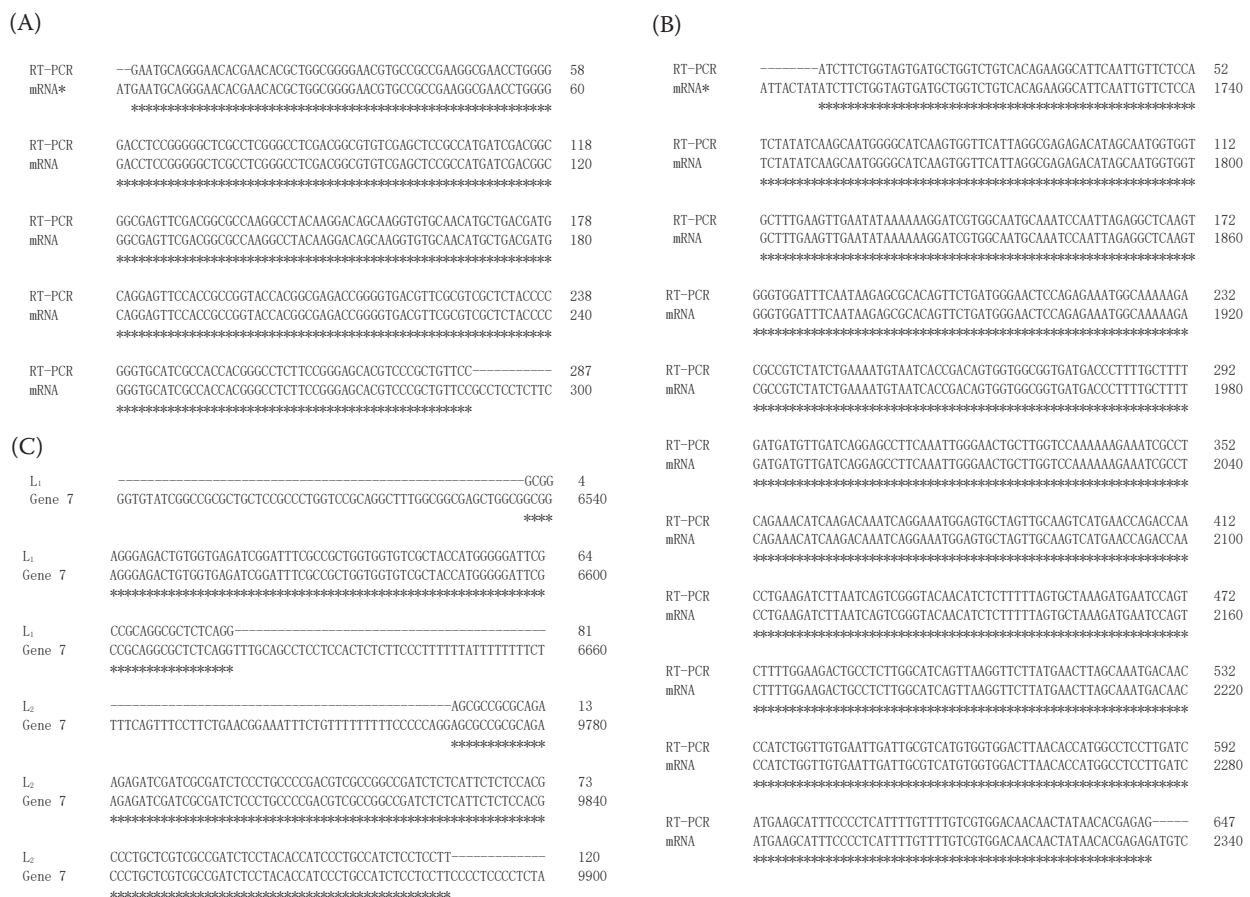 (A)
RT-PCR --GAATGCAGGGAACACGAACACGCTGGCGGGGAACGTGCCGCCGAAGGCGAACCTGGGG 58
mRNA* ATGAATGCAGGGAACACGAACACGCTGGCGGGGAACGTGCCGCCGAAGGCGAACCTGGGG 60
**********************************************************
RT-PCR GACCTCCGGGGGCTCGCCTCGGGCCTCGACGGCGTGTCGAGCTCCGCCATGATCGACGGC 118
mRNA GACCTCCGGGGGCTCGCCTCGGGCCTCGACGGCGTGTCGAGCTCCGCCATGATCGACGGC 120
************************************************************
RT-PCR GGCGAGTTCGACGGCGCCAAGGCCTACAAGGACAGCAAGGTGTGCAACATGCTGACGATG 178
mRNA GGCGAGTTCGACGGCGCCAAGGCCTACAAGGACAGCAAGGTGTGCAACATGCTGACGATG 180
************************************************************
RT-PCR CAGGAGTTCCACCGCCGGTACCACGGCGAGACCGGGGTGACGTTCGCGTCGCTCTACCCC 238
mRNA CAGGAGTTCCACCGCCGGTACCACGGCGAGACCGGGGTGACGTTCGCGTCGCTCTACCCC 240
************************************************************
RT-PCR GGGTGCATCGCCACCACGGGCCTCTTCCGGGAGCACGTCCCGCTGTTCC----------- 287
mRNA GGGTGCATCGCCACCACGGGCCTCTTCCGGGAGCACGTCCCGCTGTTCCGCCTCCTCTTC 300
*************************************************
(B)
RT-PCR --------ATCTTCTGGTAGTGATGCTGGTCTGTCACAGAAGGCATTCAATTGTTCTCCA 52
mRNA* ATTACTATATCTTCTGGTAGTGATGCTGGTCTGTCACAGAAGGCATTCAATTGTTCTCCA 1740
****************************************************
RT-PCR TCTATATCAAGCAATGGGGCATCAAGTGGTTCATTAGGCGAGAGACATAGCAATGGTGGT 112
mRNA TCTATATCAAGCAATGGGGCATCAAGTGGTTCATTAGGCGAGAGACATAGCAATGGTGGT 1800
************************************************************
RT-PCR GCTTTGAAGTTGAATATAAAAAAGGATCGTGGCAATGCAAATCCAATTAGAGGCTCAAGT 172
mRNA GCTTTGAAGTTGAATATAAAAAAGGATCGTGGCAATGCAAATCCAATTAGAGGCTCAAGT 1860
************************************************************
RT-PCR GGGTGGATTTCAATAAGAGCGCACAGTTCTGATGGGAACTCCAGAGAAATGGCAAAAAGA 232
mRNA GGGTGGATTTCAATAAGAGCGCACAGTTCTGATGGGAACTCCAGAGAAATGGCAAAAAGA 1920
************************************************************
RT-PCR CGCCGTCTATCTGAAAATGTAATCACCGACAGTGGTGGCGGTGATGACCCTTTTGCTTTT 292
mRNA CGCCGTCTATCTGAAAATGTAATCACCGACAGTGGTGGCGGTGATGACCCTTTTGCTTTT 1980
************************************************************
RT-PCR GATGATGTTGATCAGGAGCCTTCAAATTGGGAACTGCTTGGTCCAAAAAAGAAATCGCCT 352
mRNA GATGATGTTGATCAGGAGCCTTCAAATTGGGAACTGCTTGGTCCAAAAAAGAAATCGCCT 2040
************************************************************
RT-PCR CAGAAACATCAAGACAAATCAGGAAATGGAGTGCTAGTTGCAAGTCATGAACCAGACCAA 412
mRNA CAGAAACATCAAGACAAATCAGGAAATGGAGTGCTAGTTGCAAGTCATGAACCAGACCAA 2100
************************************************************
RT-PCR CCTGAAGATCTTAATCAGTCGGGTACAACATCTCTTTTTAGTGCTAAAGATGAATCCAGT 472
mRNA CCTGAAGATCTTAATCAGTCGGGTACAACATCTCTTTTTAGTGCTAAAGATGAATCCAGT 2160
************************************************************
RT-PCR CTTTTGGAAGACTGCCTCTTGGCATCAGTTAAGGTTCTTATGAACTTAGCAAATGACAAC 532
mRNA CTTTTGGAAGACTGCCTCTTGGCATCAGTTAAGGTTCTTATGAACTTAGCAAATGACAAC 2220
************************************************************
RT-PCR CCATCTGGTTGTGAATTGATTGCGTCATGTGGTGGACTTAACACCATGGCCTCCTTGATC 592
mRNA CCATCTGGTTGTGAATTGATTGCGTCATGTGGTGGACTTAACACCATGGCCTCCTTGATC 2280
************************************************************
RT-PCR ATGAAGCATTTCCCCTCATTTTGTTTTGTCGTGGACAACAACTATAACACGAGAG----- 647
mRNA ATGAAGCATTTCCCCTCATTTTGTTTTGTCGTGGACAACAACTATAACACGAGAGATGTC 2340
*******************************************************
(C)
L₁ --------------------------------------------------------GCGG 4
Gene 7 GGTGTATCGGCCGCGCTGCTCCGCCCTGGTCCGCAGGCTTTGGCGGCGAGCTGGCGGCGG 6540
****
L₁ AGGGAGACTGTGGTGAGATCGGATTTCGCCGCTGGTGGTGTCGCTACCATGGGGGATTCG 64
Gene 7 AGGGAGACTGTGGTGAGATCGGATTTCGCCGCTGGTGGTGTCGCTACCATGGGGGATTCG 6600
************************************************************
L₁ CCGCAGGCGCTCTCAGG------------------------------------------- 81
Gene 7 CCGCAGGCGCTCTCAGGTTTGCAGCCTCCTCCACTCTCTTCCCTTTTTTATTTTTTTTCT 6660
*****************
L₂ -----------------------------------------------AGCGCCGCGCAGA 13
Gene 7 TTTCAGTTTCCTTCTGAACGGAAATTTCTGTTTTTTTTTCCCCCAGGAGCGCCGCGCAGA 9780
*************
L₂ AGAGATCGATCGCGATCTCCCTGCCCCGACGTCGCCGGCCGATCTCTCATTCTCTCCACG 73
Gene 7 AGAGATCGATCGCGATCTCCCTGCCCCGACGTCGCCGGCCGATCTCTCATTCTCTCCACG 9840
************************************************************
L₂ CCCTGCTCGTCGCCGATCTCCTACACCATCCCTGCCATCTCCTCCTT------------- 120
Gene 7 CCCTGCTCGTCGCCGATCTCCTACACCATCCCTGCCATCTCCTCCTTCCCCTCCCCTCTA 9900
***********************************************